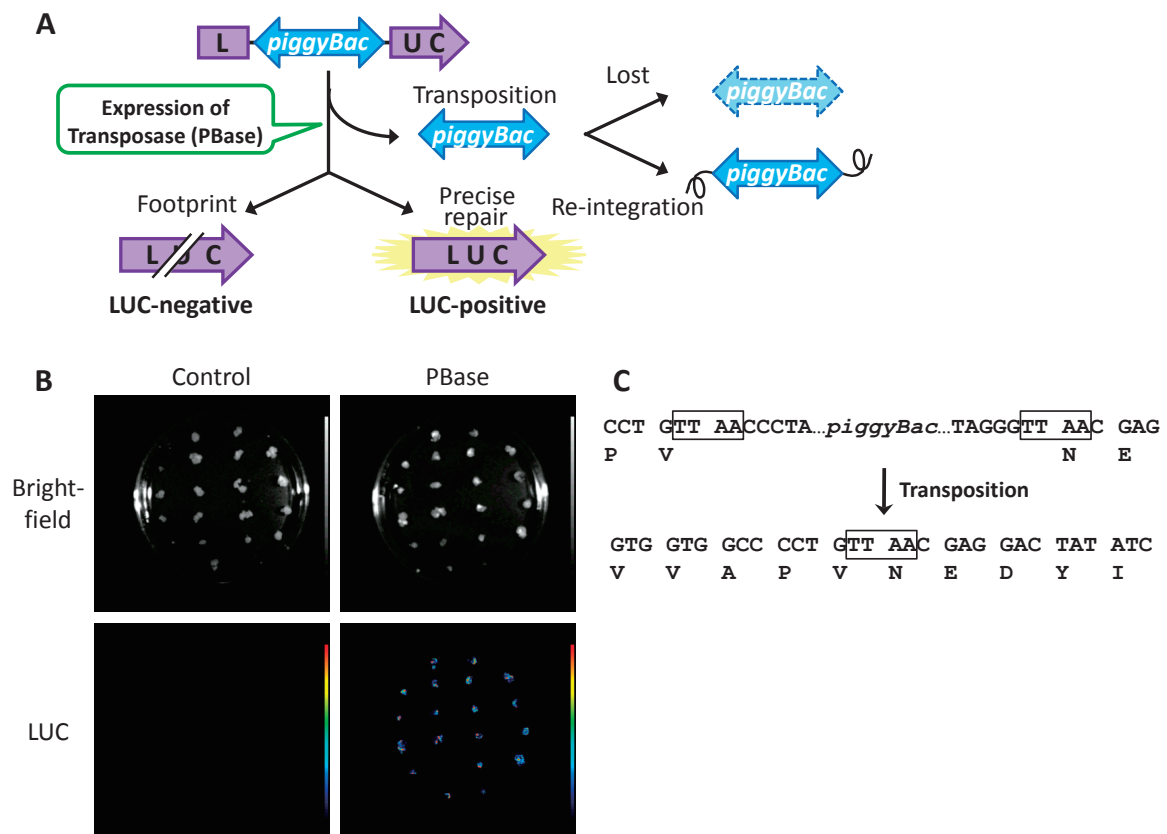 A
L piggyBac U C
Expression of
Transposase (PBase)
Transposition
piggyBac
Lost
piggyBac
Re-integration
piggyBac
Footprint
L U C
LUC-negative
Precise
repair
L U C
LUC-positive
B
Control PBase
Bright-
field
LUC
C
CCT GTT AACCCTA...piggyBac...TAGGGTT AAC GAG
P V N E
Transposition
GTG GTG GCC CCT GTT AAC GAG GAC TAT ATC
V V A P V N E D Y I